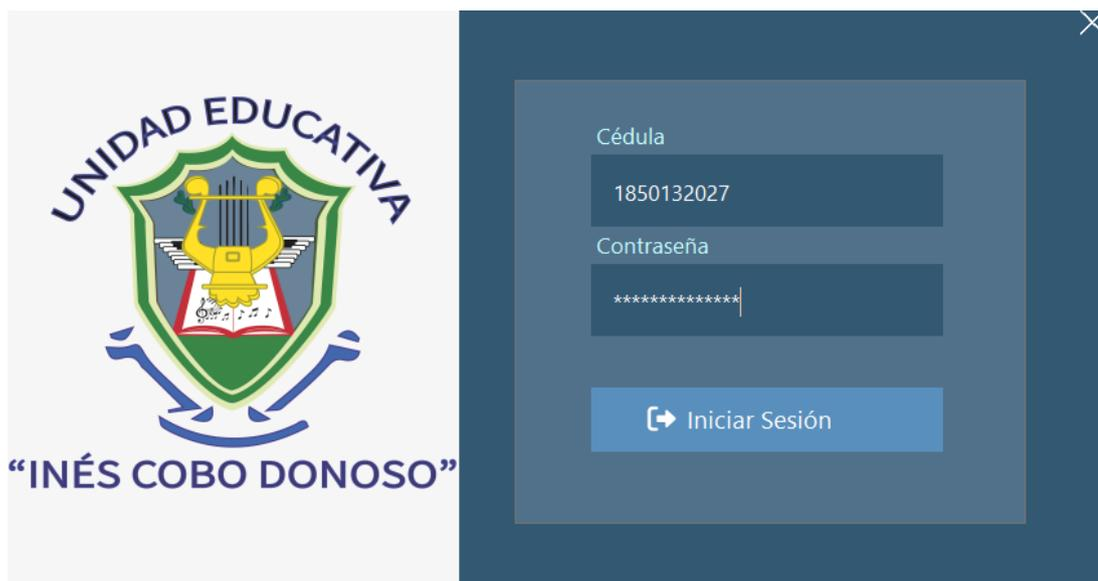 UNIDAD EDUCATIVA
“INÉS COBO DONOSO”
Cédula
1850132027
Contraseña
**************
Iniciar Sesión